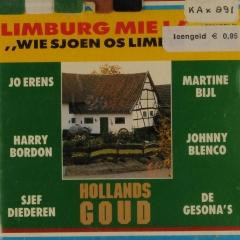 LIMBURG MIE
KAX 891
leengeld € 0,95
,,WIE SJOEN OS LIMB
JO ERENS
MARTINE BIJL
HARRY BORDON
JOHNNY BLENCO
SJEF DIEDEREN
DE GESONA'S
HOLLANDS
GOUD